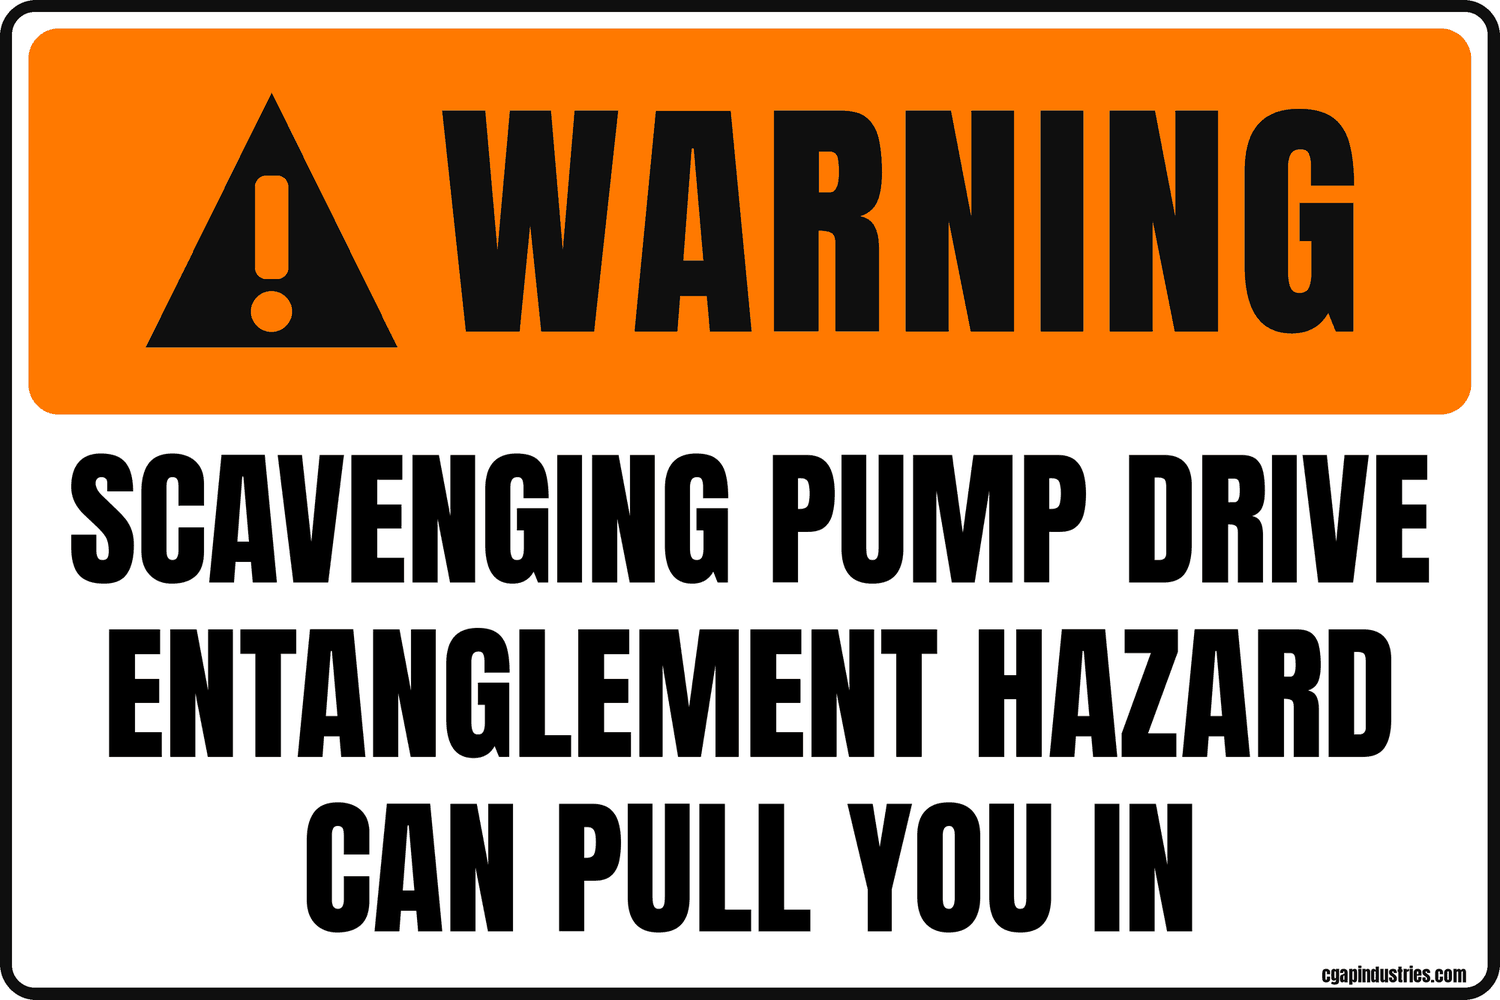 WARNING
SCAVENGING PUMP DRIVE
ENTANGLEMENT HAZARD
CAN PULL YOU IN
cgapindustries.com